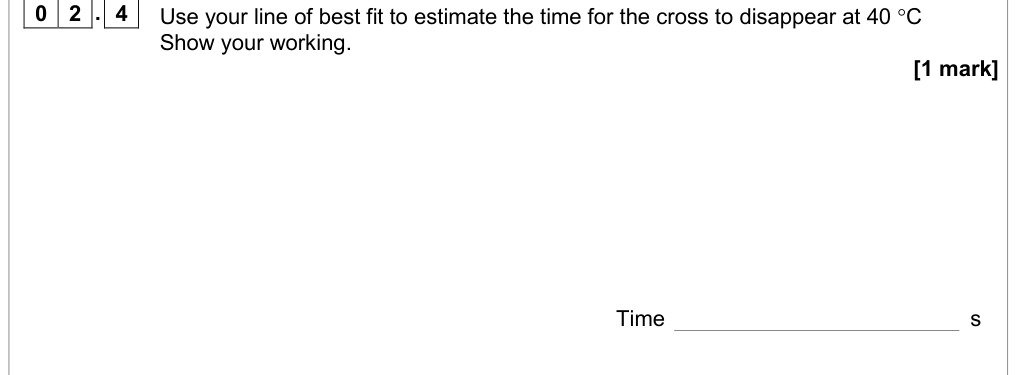 0 2 . 4 Use your line of best fit to estimate the time for the cross to disappear at 40 °C
Show your working.
[1 mark]
Time s